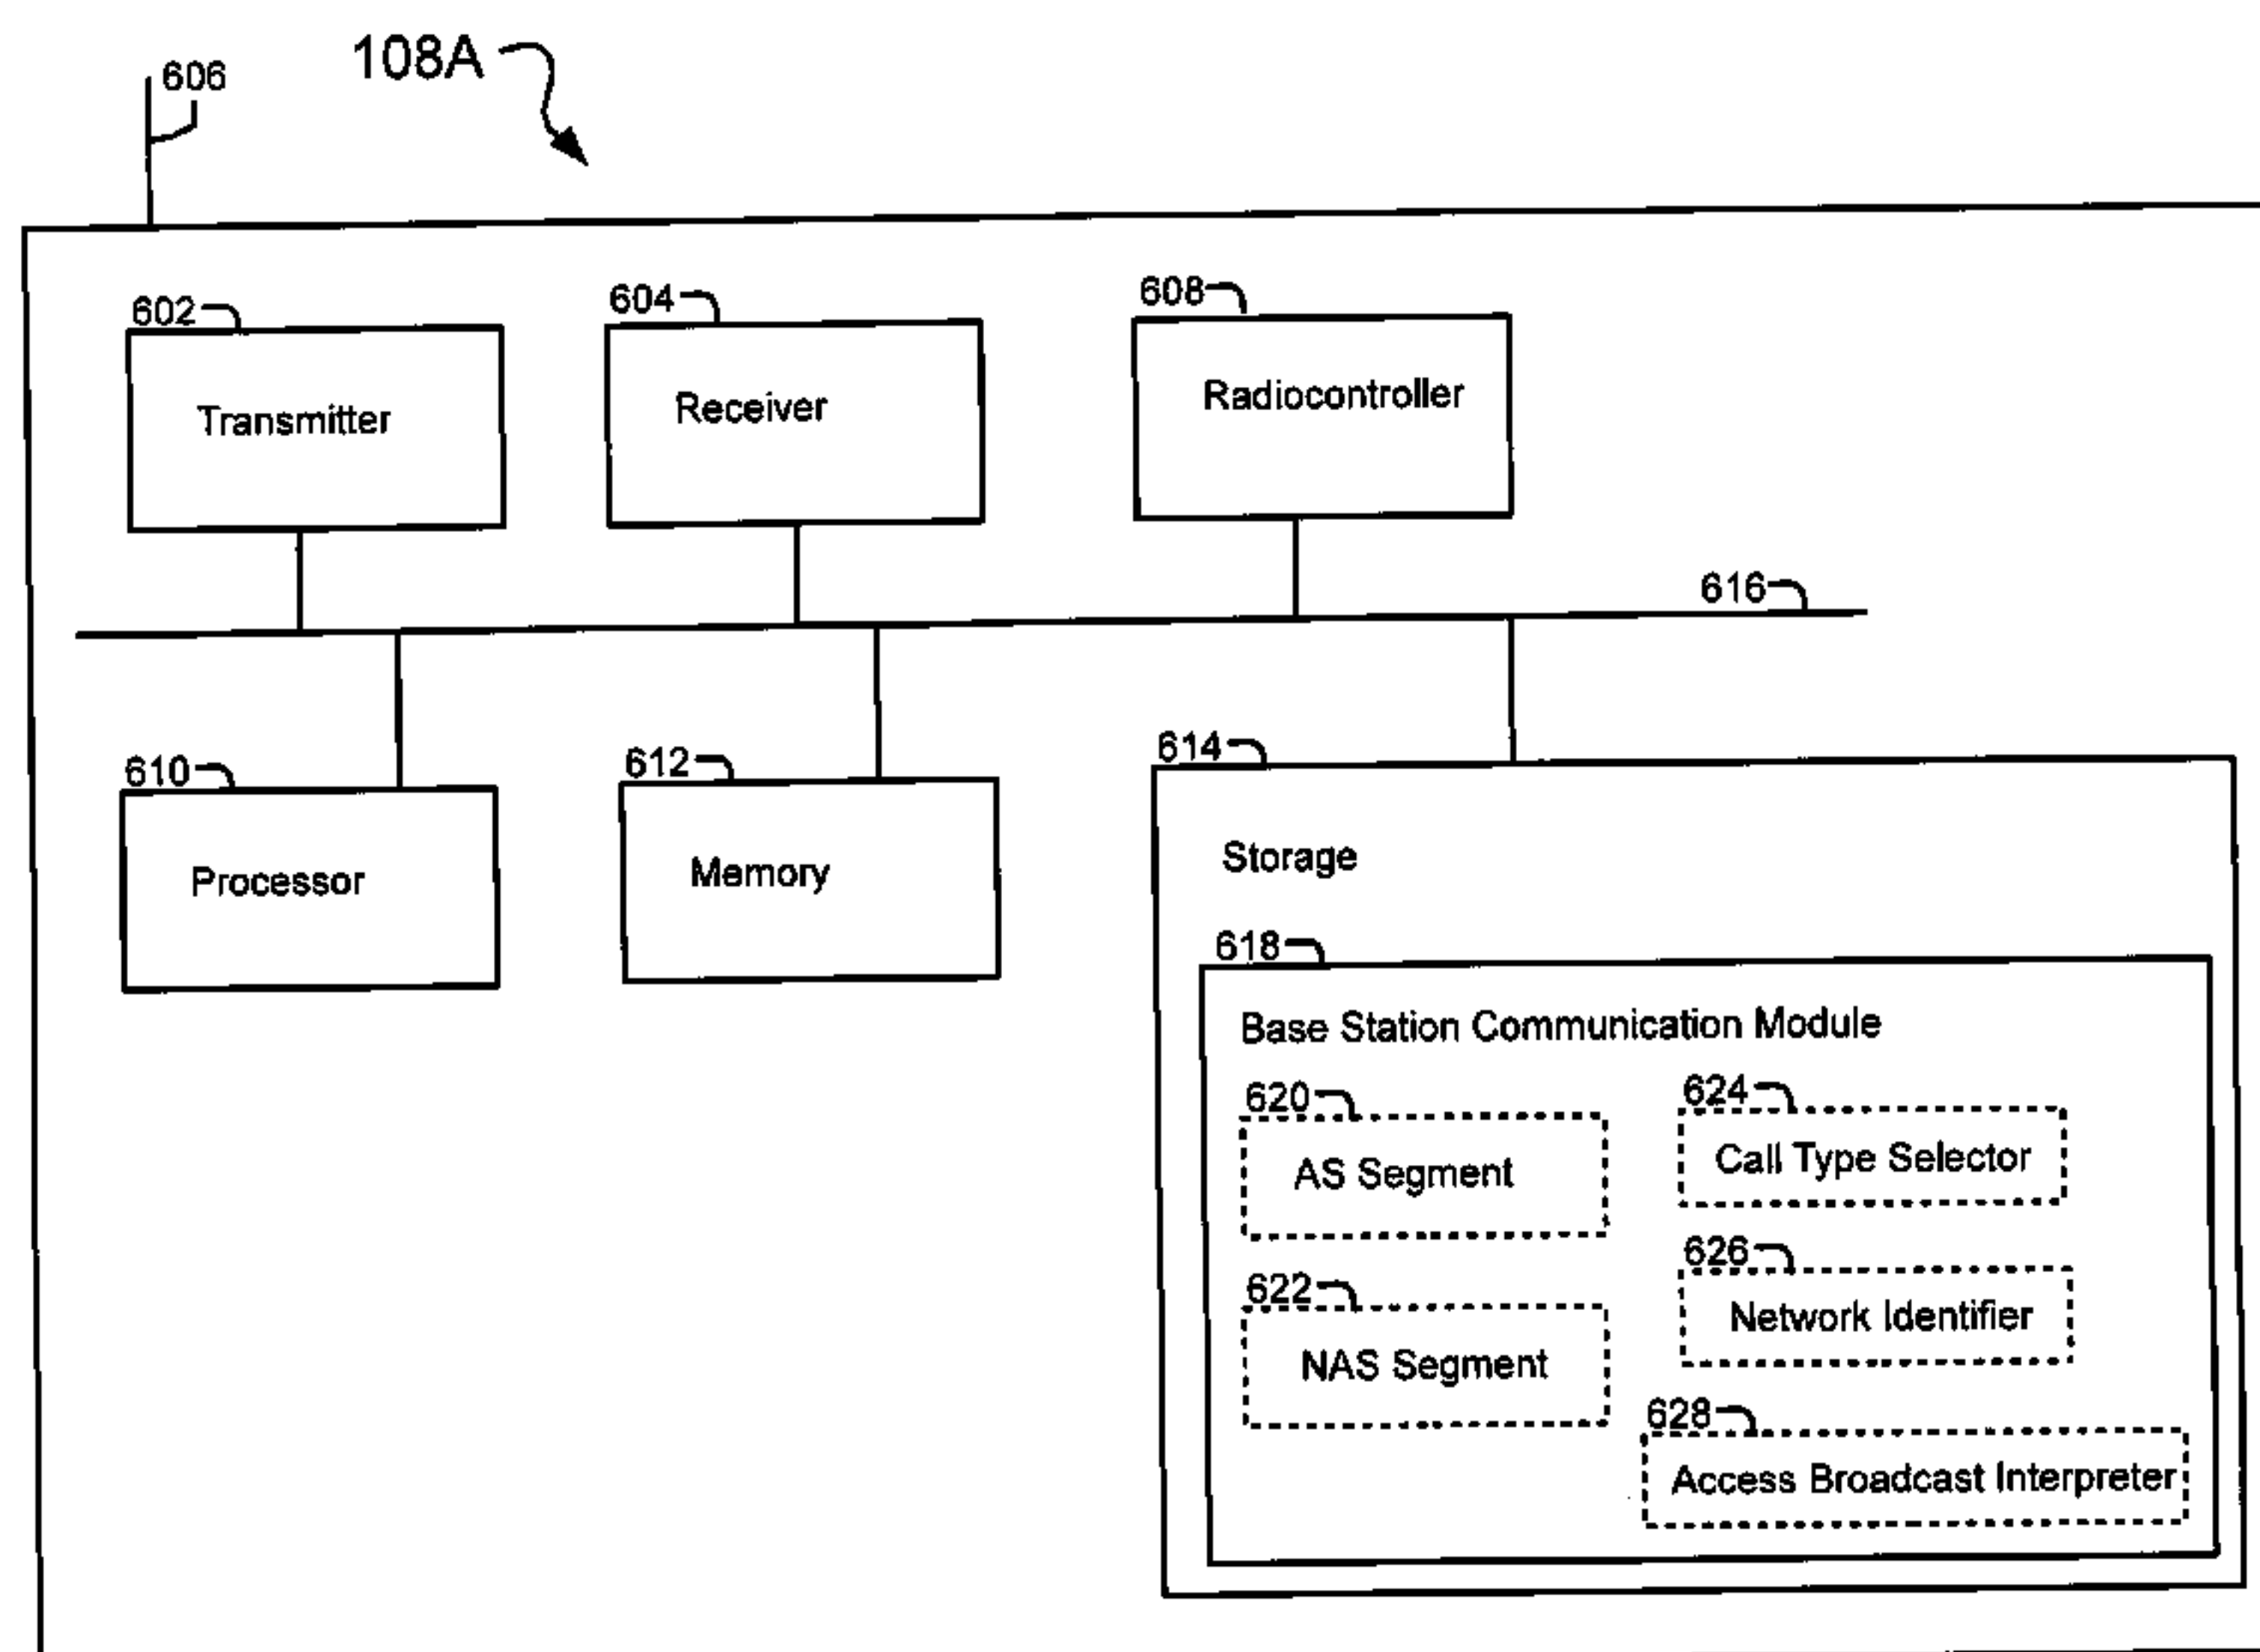 606
108A
602
Transmitter
604
Receiver
608
Radiocontroller
616
610
Processor
612
Memory
614
Storage
618
Base Station Communication Module
620
AS Segment
624
Call Type Selector
622
NAS Segment
626
Network Identifier
628
Access Broadcast Interpreter